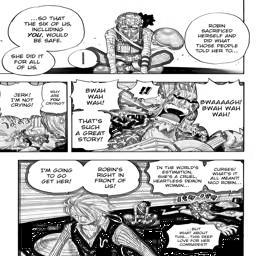 ROBIN
SACRIFICED
HERSELF AND
DID WHAT
THOSE PEOPLE
TOLD HER TO...
...SO THAT
THE SIX OF US,
INCLUDING
YOU, WOULD
BE SAFE.
SHE DID IT
FOR ALL
OF US.
!!
BWAAAAGH!
BWAH WAH
WAH!
BWAH
WAH
WAH!
THAT'S
SUCH A
GREAT
STORY!
WHY
ARE YOU
CRYING?
JERK! I'M
NOT CRYING!
CURSES!
WHAT'S IT
ALL MEAN?!
NICO ROBIN...
IN THE WORLD'S
ESTIMATION,
SHE'S A COLD,
HEARTLESS DEMON
WOMAN...
...BUT
WHAT ABOUT
THIS DEEP LOVE
FOR HER
COMRADES?!
ROBIN'S
RIGHT IN
FRONT OF
US!
I'M GOING
TO GO
GET HER!